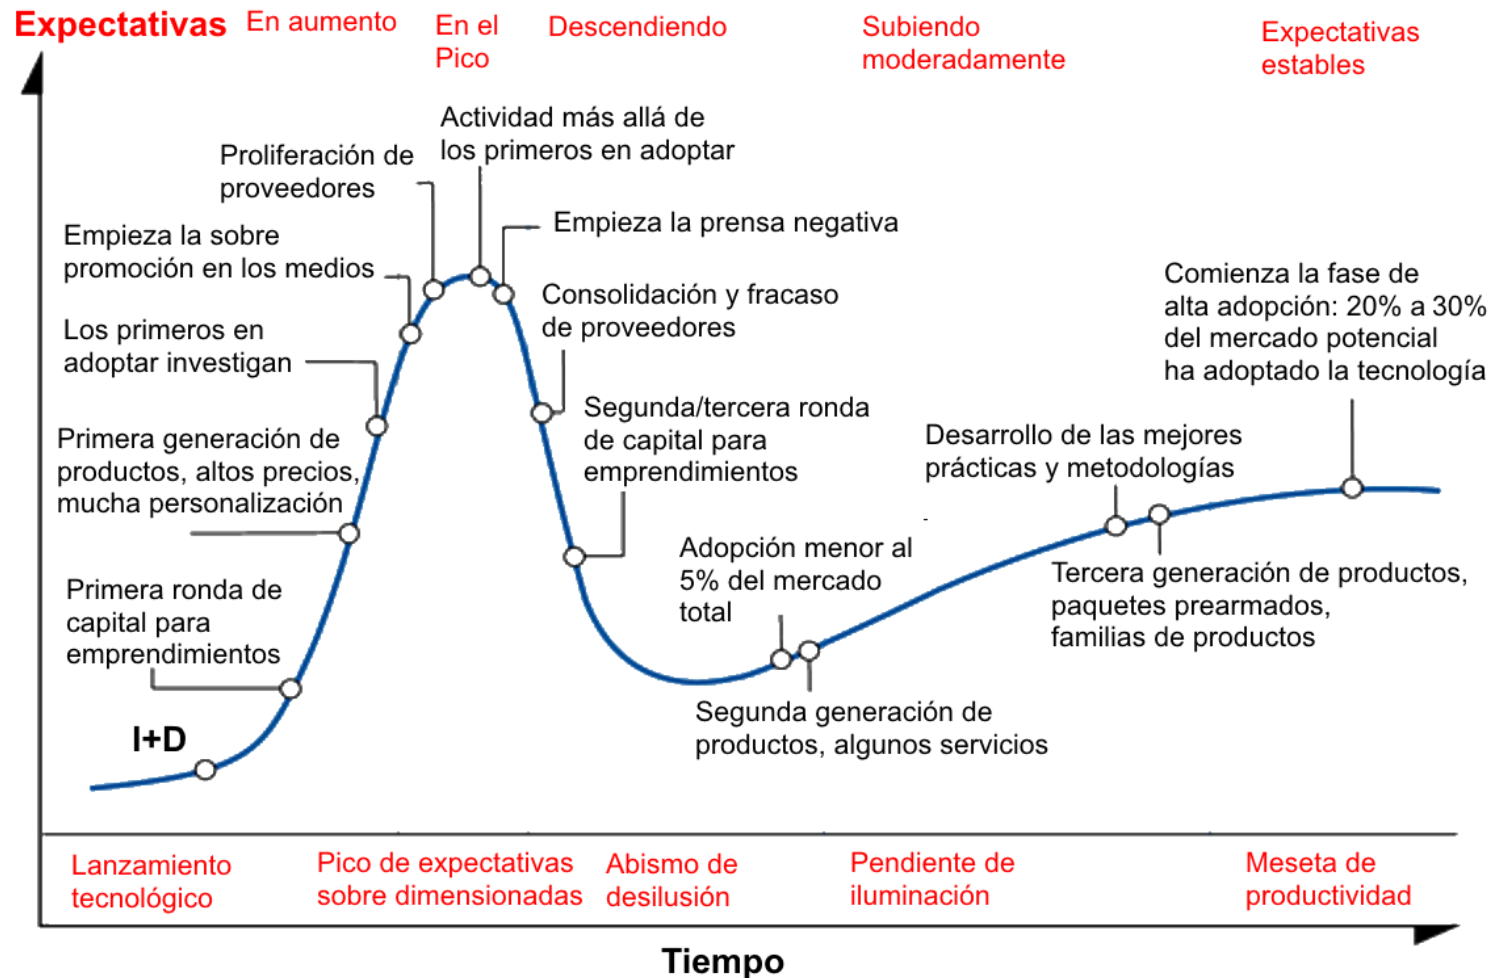 Expectativas
En aumento
En el
Pico
Descendiendo
Subiendo
moderadamente
Expectativas
estables
Actividad más allá de
los primeros en adoptar
Proliferación de
proveedores
Empieza la prensa negativa
Empieza la sobre
promoción en los medios
Consolidación y fracaso
de proveedores
Comienza la fase de
alta adopción: 20% a 30%
del mercado potencial
ha adoptado la tecnología
Los primeros en
adoptar investigan
Segunda/tercera ronda
de capital para
emprendimientos
Primera generación de
productos, altos precios,
mucha personalización
Desarrollo de las mejores
prácticas y metodologías
Adopción menor al
5% del mercado
total
Tercera generación de productos,
paquetes prearmados,
familias de productos
Primera ronda de
capital para
emprendimientos
Segunda generación de
productos, algunos servicios
I+D
Lanzamiento
tecnológico
Pico de expectativas
sobre dimensionadas
Abismo de
desilusión
Pendiente de
iluminación
Meseta de
productividad
Tiempo